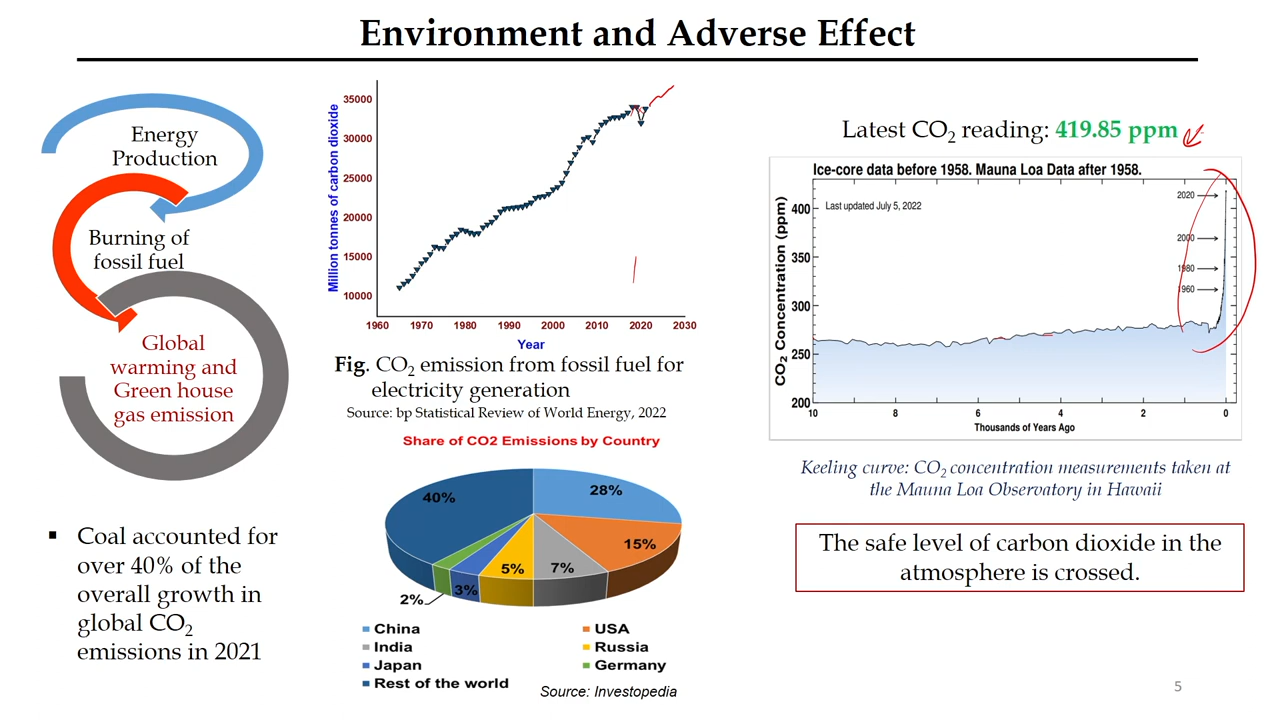 Environment and Adverse Effect
Energy
Production
Burning of
fossil fuel
Global
warming and
Green house
gas emission
▪ Coal accounted for
over 40% of the
overall growth in
global CO₂
emissions in 2021
Million tonnes of carbon dioxide
35000
30000
25000
20000
15000
10000
1960 1970 1980 1990 2000 2010 2020 2030
Year
Fig. CO₂ emission from fossil fuel for
electricity generation
Source: bp Statistical Review of World Energy, 2022
Share of CO2 Emissions by Country
40%
28%
15%
7%
5%
3%
2%
China
USA
India
Russia
Japan
Germany
Rest of the world
Source: Investopedia
Latest CO₂ reading: 419.85 ppm
Ice-core data before 1958. Mauna Loa Data after 1958.
Last updated July 5, 2022
CO₂ Concentration (ppm)
400
350
300
250
200
2020
2000
1980
1960
10 8 6 4 2 0
Thousands of Years Ago
Keeling curve: CO₂ concentration measurements taken at
the Mauna Loa Observatory in Hawaii
The safe level of carbon dioxide in the
atmosphere is crossed.
5